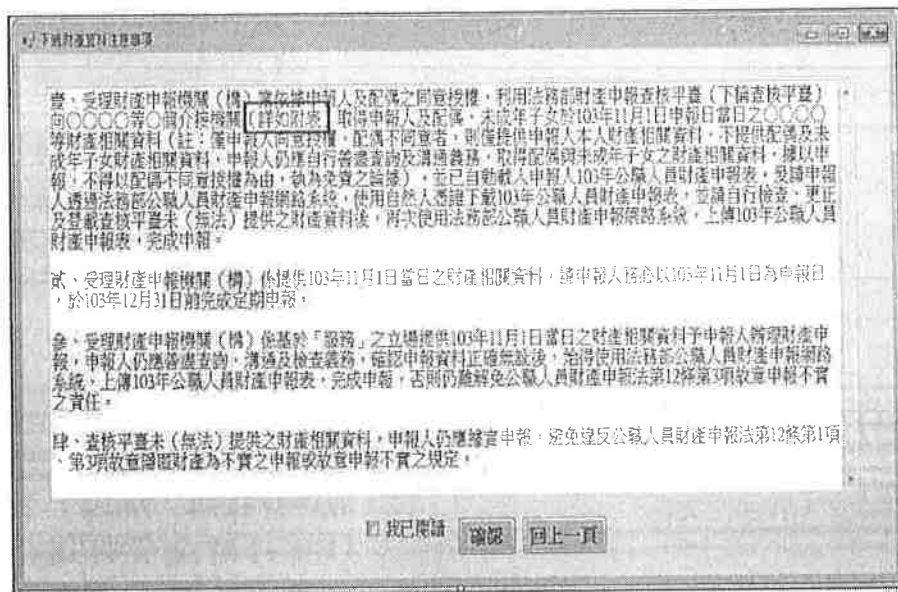 下載財產資料注意事項
壹、受理財產申報機關（構）業依據申報人及配偶之同意授權，利用法務部財產申報查核平臺（下稱查核平臺）
向○○○○等○個介接機關（詳如附表）取得申報人及配偶、未成年子女於103年11月1日申報日當日之○○○○
等財產相關資料（註：僅申報人同意授權，配偶不同意者，則僅提供申報人本人財產相關資料，不提供配偶及未
成年子女財產相關資料，申報人仍應自行善盡查詢及溝通義務，取得配偶與未成年子女之財產相關資料，據以申
報，不得以配偶不同意授權為由，執為免責之論據），並已自動載入申報人103年公職人員財產申報表，爰請申報
人透過法務部公職人員財產申報網路系統，使用自然人憑證下載103年公職人員財產申報表，並請自行檢查、更正
及登載查核平臺未（無法）提供之財產資料後，再次使用法務部公職人員財產申報網路系統，上傳103年公職人員
財產申報表，完成申報。
貳、受理財產申報機關（構）係提供103年11月1日當日之財產相關資料，請申報人務必以103年11月1日為申報日
，於103年12月31日前完成定期申報。
參、受理財產申報機關（構）係基於「服務」之立場提供103年11月1日當日之財產相關資料予申報人辦理財產申
報，申報人仍應善盡查詢、溝通及檢查義務，確認申報資料正確無誤後，始得使用法務部公職人員財產申報網路
系統，上傳103年公職人員財產申報表，完成申報，否則仍難解免公職人員財產申報法第12條第3項故意申報不實
之責任。
肆、查核平臺未（無法）提供之財產相關資料，申報人仍應據實申報，避免違反公職人員財產申報法第12條第1項
、第3項故意隱匿財產為不實之申報或故意申報不實之規定。
我已閱讀 確認 回上一頁